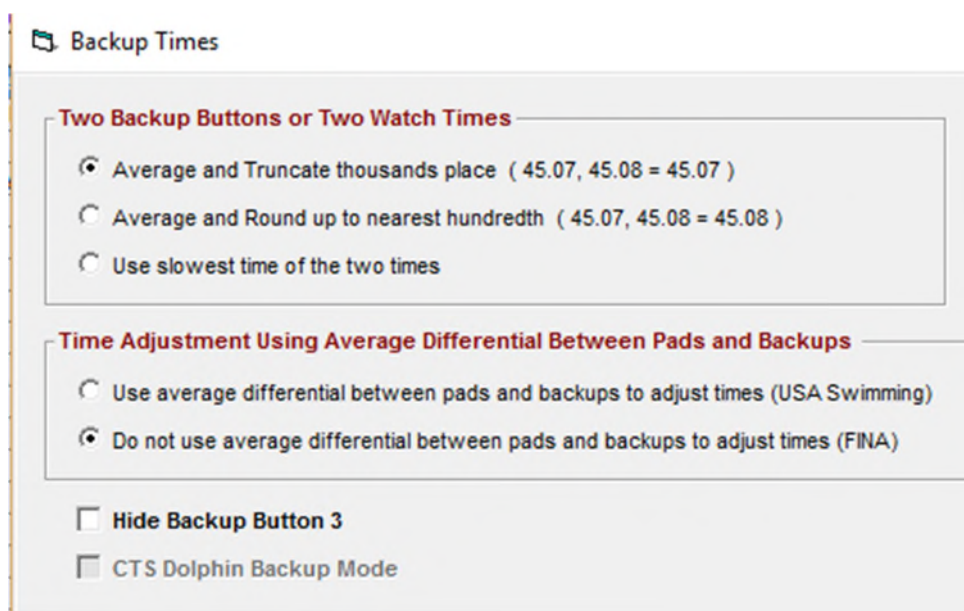 Backup Times
Two Backup Buttons or Two Watch Times
Average and Truncate thousands place ( 45.07, 45.08 = 45.07 )
Average and Round up to nearest hundredth ( 45.07, 45.08 = 45.08 )
Use slowest time of the two times
Time Adjustment Using Average Differential Between Pads and Backups
Use average differential between pads and backups to adjust times (USA Swimming)
Do not use average differential between pads and backups to adjust times (FINA)
Hide Backup Button 3
CTS Dolphin Backup Mode